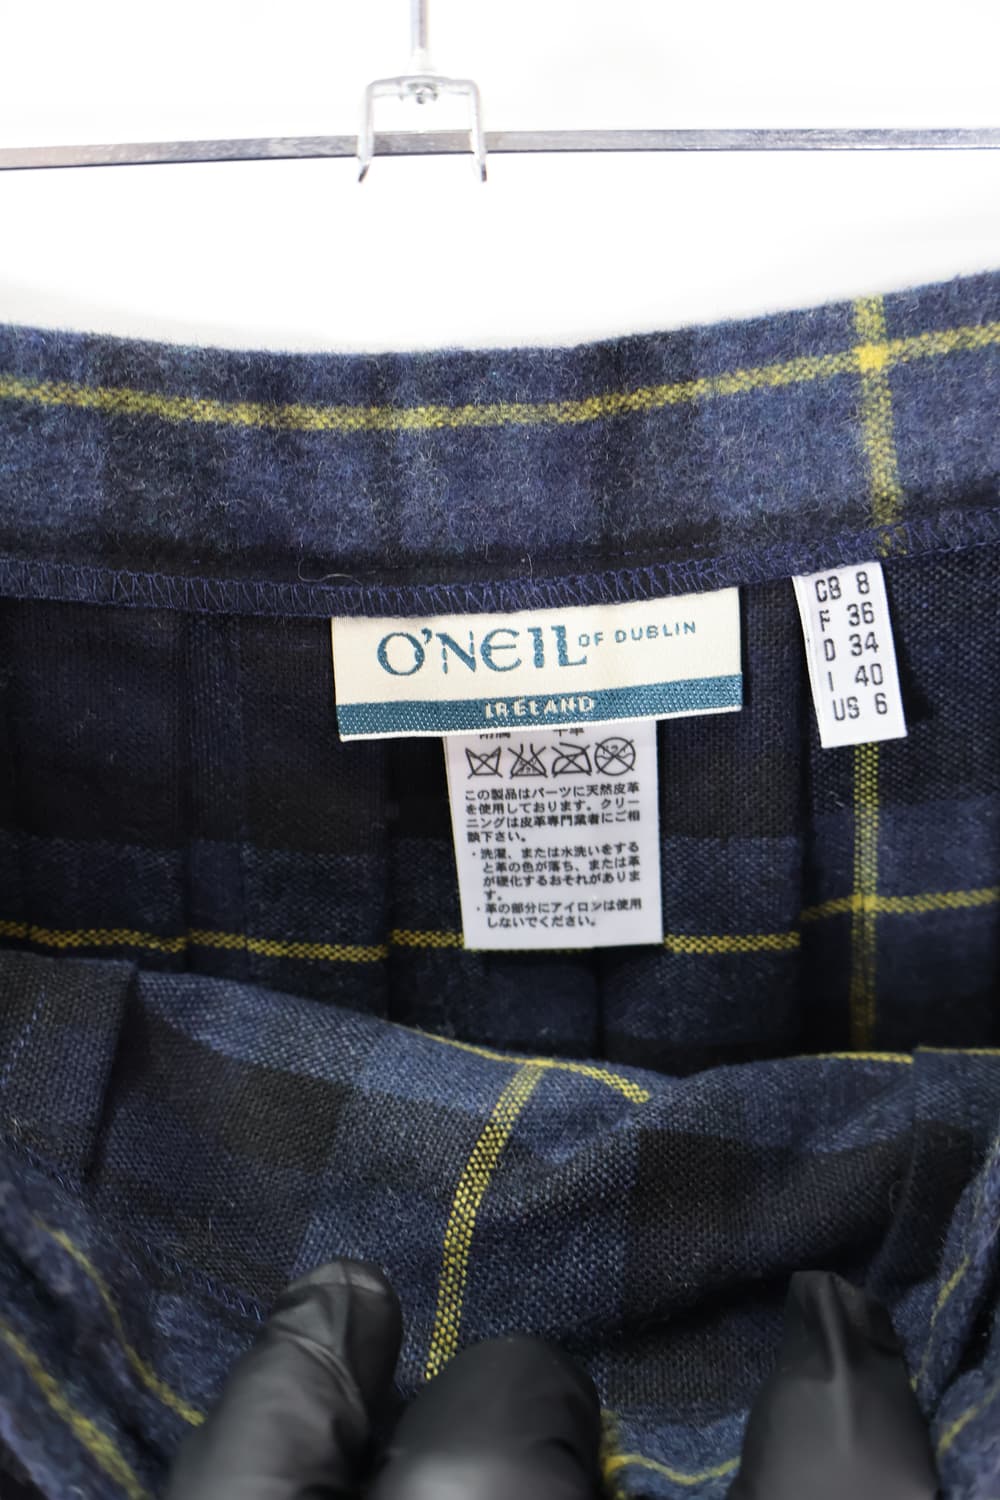 O'NEIL OF DUBLIN
IRELAND
GB 8
F 36
D 34
I 40
US 6
この製品はパーツに天然皮革
を使用しております。クリー
ニングは皮革専門業者にご相
談下さい。
・洗濯、または水洗いをする
と革の色が落ち、または革
が硬化するおそれがありま
す。
・革の部分にアイロンは使用
しないでください。